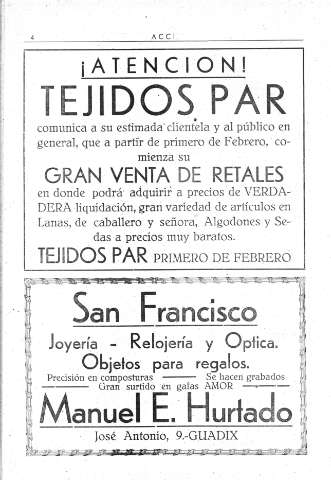 4 ACCI
¡ATENCION!
TEJIDOS PAR
comunica a su estimada clientela y al público en
general, que a partir de primero de Febrero, co-
mienza su
GRAN VENTA DE RETALES
en donde podrá adquirir a precios de VERDA-
DERA liquidación, gran variedad de artículos en
Lanas, de caballero y señora, Algodones y Se-
das a precios muy baratos.
TEJIDOS PAR PRIMERO DE FEBRERO
San Francisco
Joyería - Relojería y Optica.
Objetos para regalos.
Precisión en composturas — Se hacen grabados
Gran surtido en gafas AMOR
Manuel E. Hurtado
José Antonio, 9.-GUADIX